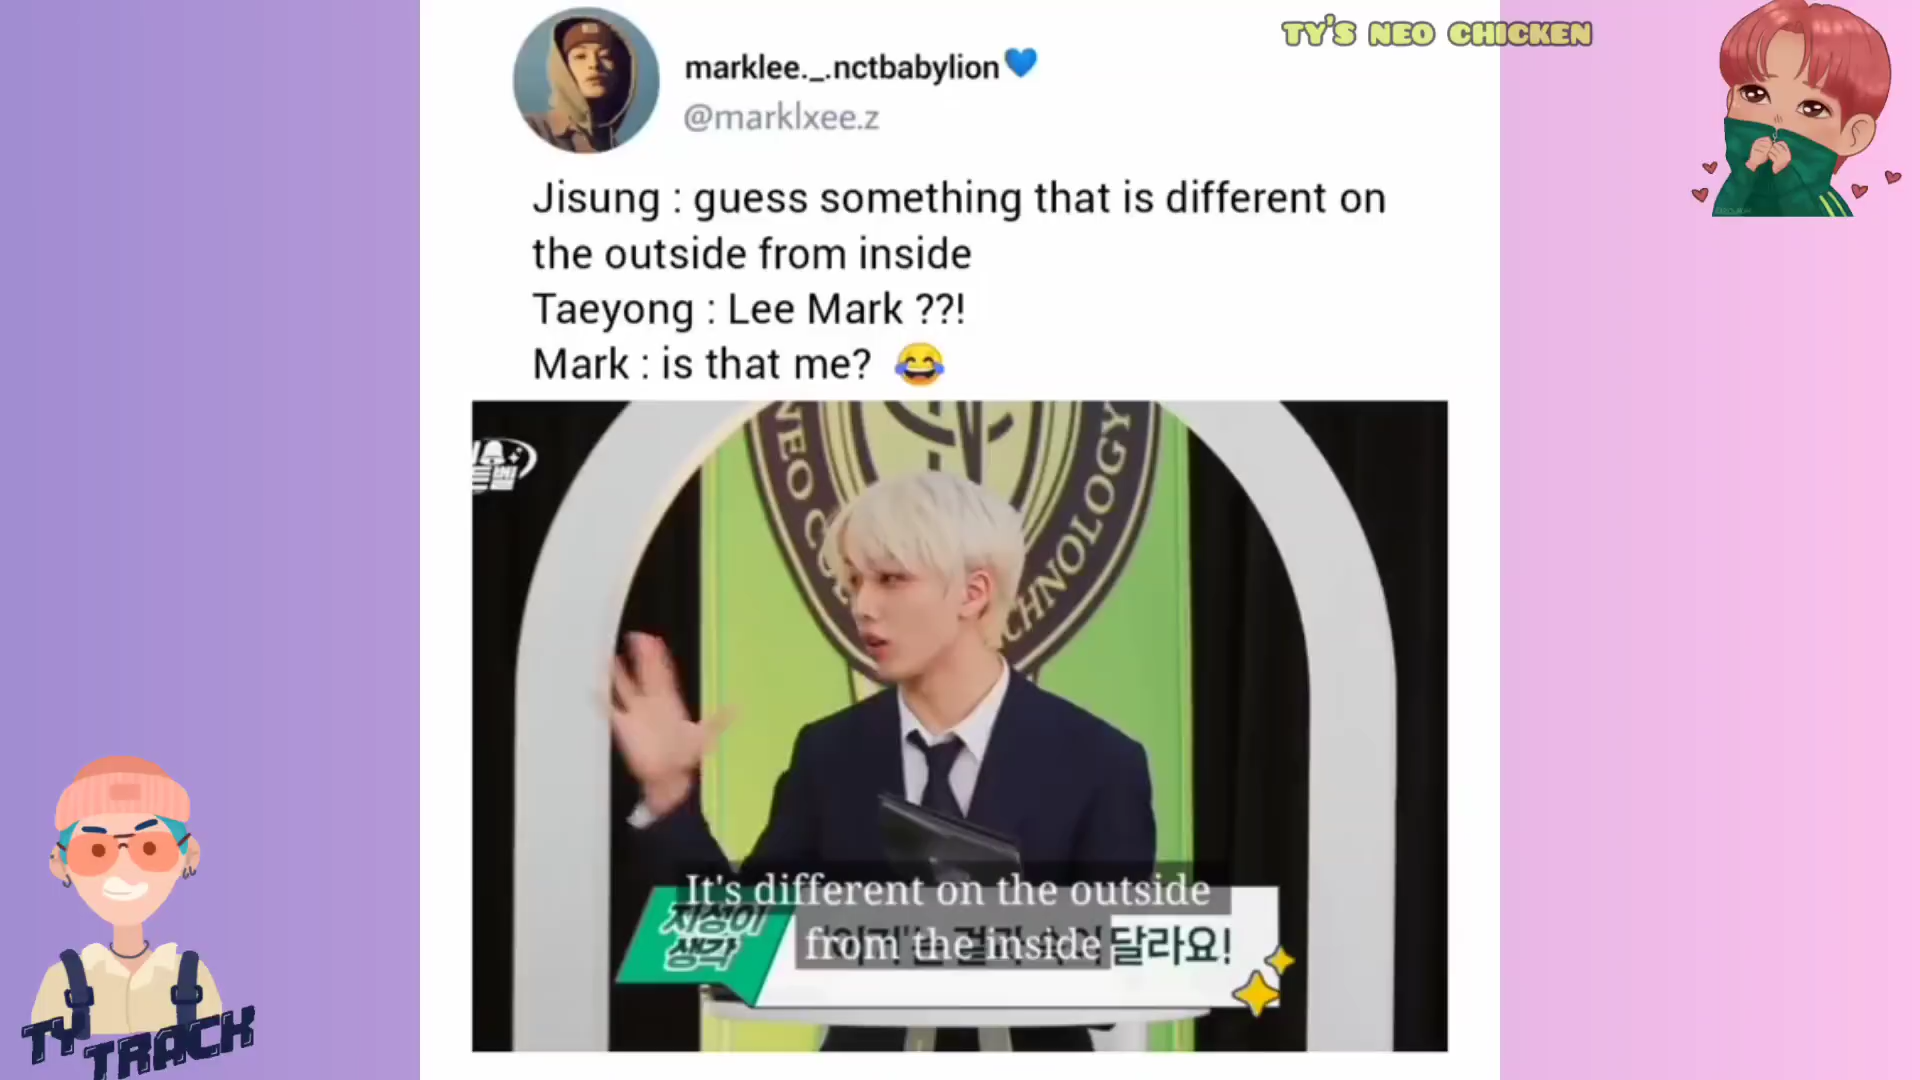 TY'S NEO CHICKEN
marklee._.nctbabylion💙
@marklxee.z
Jisung : guess something that is different on
the outside from inside
Taeyong : Lee Mark ??!
Mark : is that me? 😂
NEO
TECHNOLOGY
It's different on the outside
from the inside
지성이
생각
달라요!
TY
TRACK